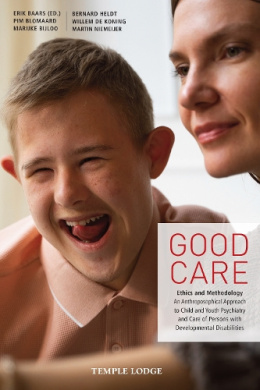 ERIK BAARS (ED.)
PIM BLOMAARD
MARIJKE BIJLOO
BERNARD HELDT
WILLEM DE KONING
MARTIN NIEMEIJER
GOOD
CARE
Ethics and Methodology
An Anthroposophical Approach
to Child and Youth Psychiatry
and Care of Persons with
Developmental Disabilities
TEMPLE LODGE